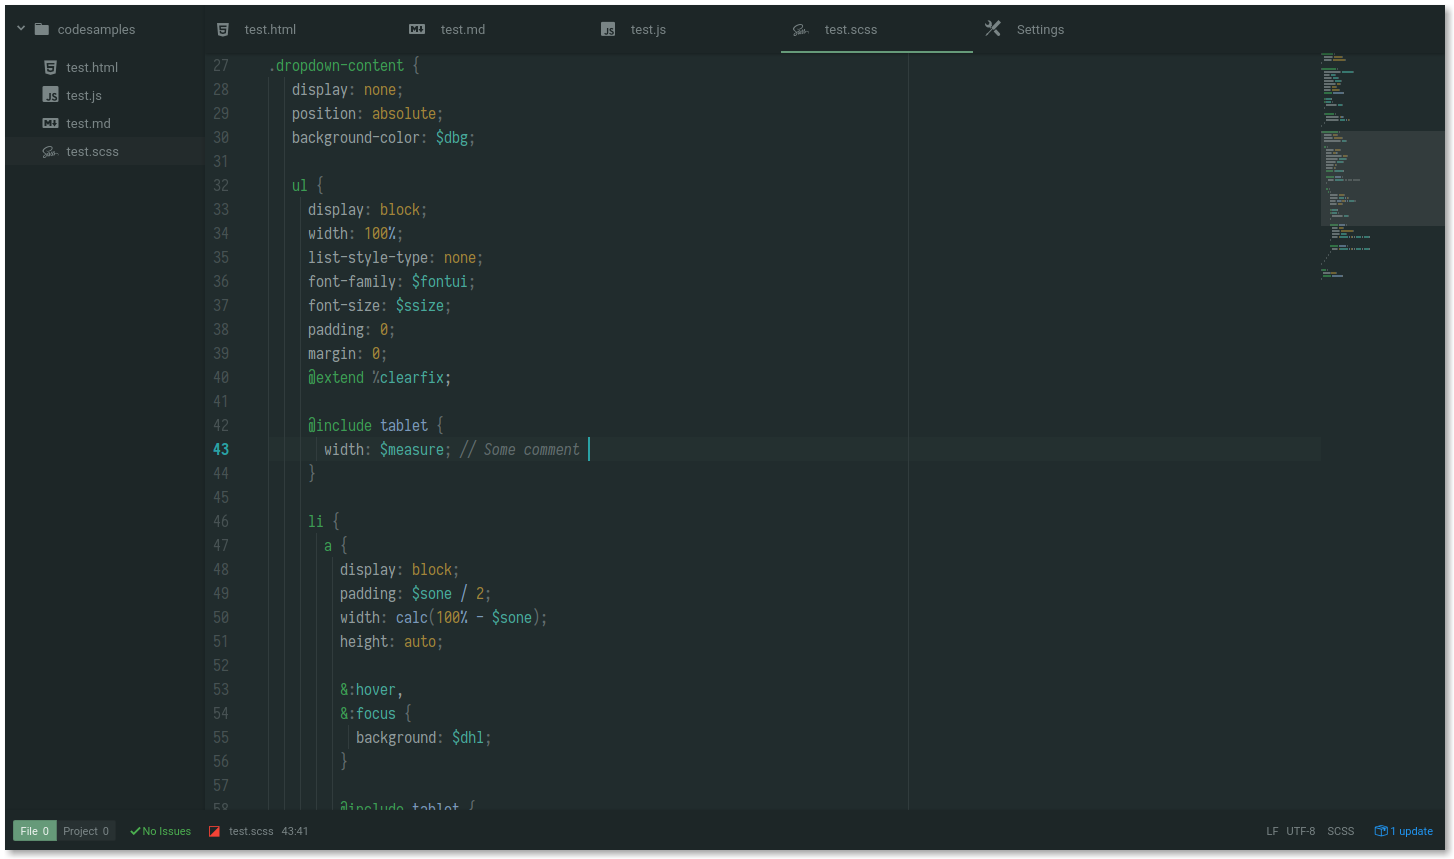 codesamples
test.html
test.js
test.md
test.scss
test.html test.md test.js test.scss Settings
27 .dropdown-content {
28 display: none;
29 position: absolute;
30 background-color: $dbg;
31
32 ul {
33 display: block;
34 width: 100%;
35 list-style-type: none;
36 font-family: $fontui;
37 font-size: $ssize;
38 padding: 0;
39 margin: 0;
40 @extend %clearfix;
41
42 @include tablet {
43 width: $measure; // Some comment
44 }
45
46 li {
47 a {
48 display: block;
49 padding: $sone / 2;
50 width: calc(100% - $sone);
51 height: auto;
52
53 &:hover,
54 &:focus {
55 background: $dhl;
56 }
57
58 @include tablet {
File 0 Project 0 No Issues test.scss 43:41 LF UTF-8 SCSS 1 update